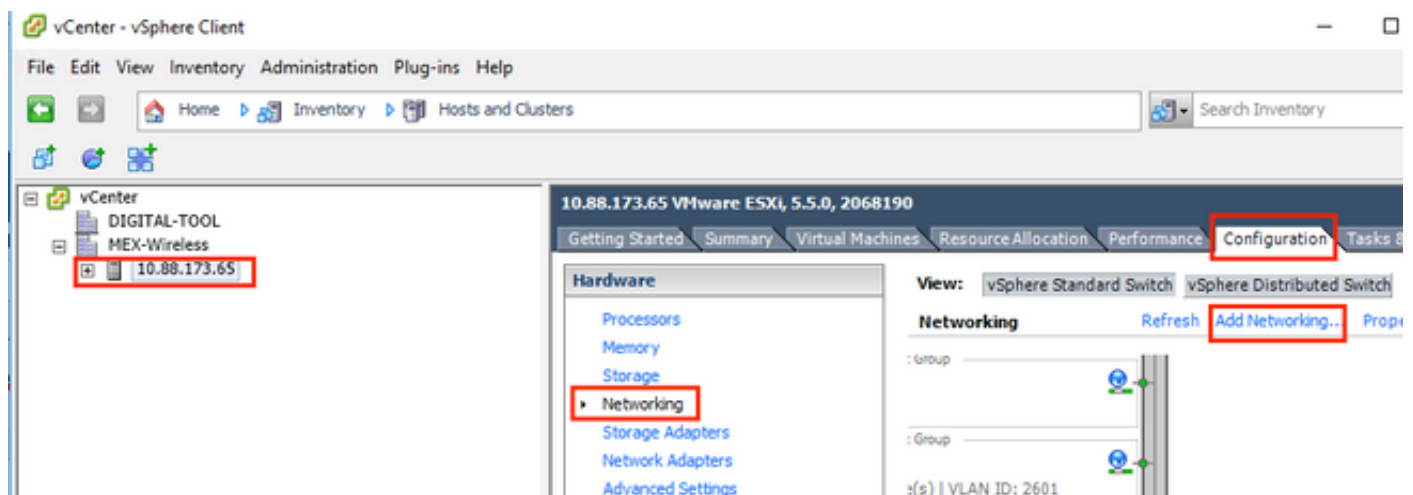 vCenter - vSphere Client
File Edit View Inventory Administration Plug-ins Help
Home Inventory Hosts and Clusters Search Inventory
vCenter
DIGITAL-TOOL
MEX-Wireless
10.88.173.65
10.88.173.65 VMware ESXi, 5.5.0, 2068190
Getting Started Summary Virtual Machines Resource Allocation Performance Configuration Tasks &
Hardware
Processors
Memory
Storage
Networking
Storage Adapters
Network Adapters
Advanced Settings
View: vSphere Standard Switch vSphere Distributed Switch
Networking Refresh Add Networking... Prope
: Group
: Group
e(s) | VLAN ID: 2601